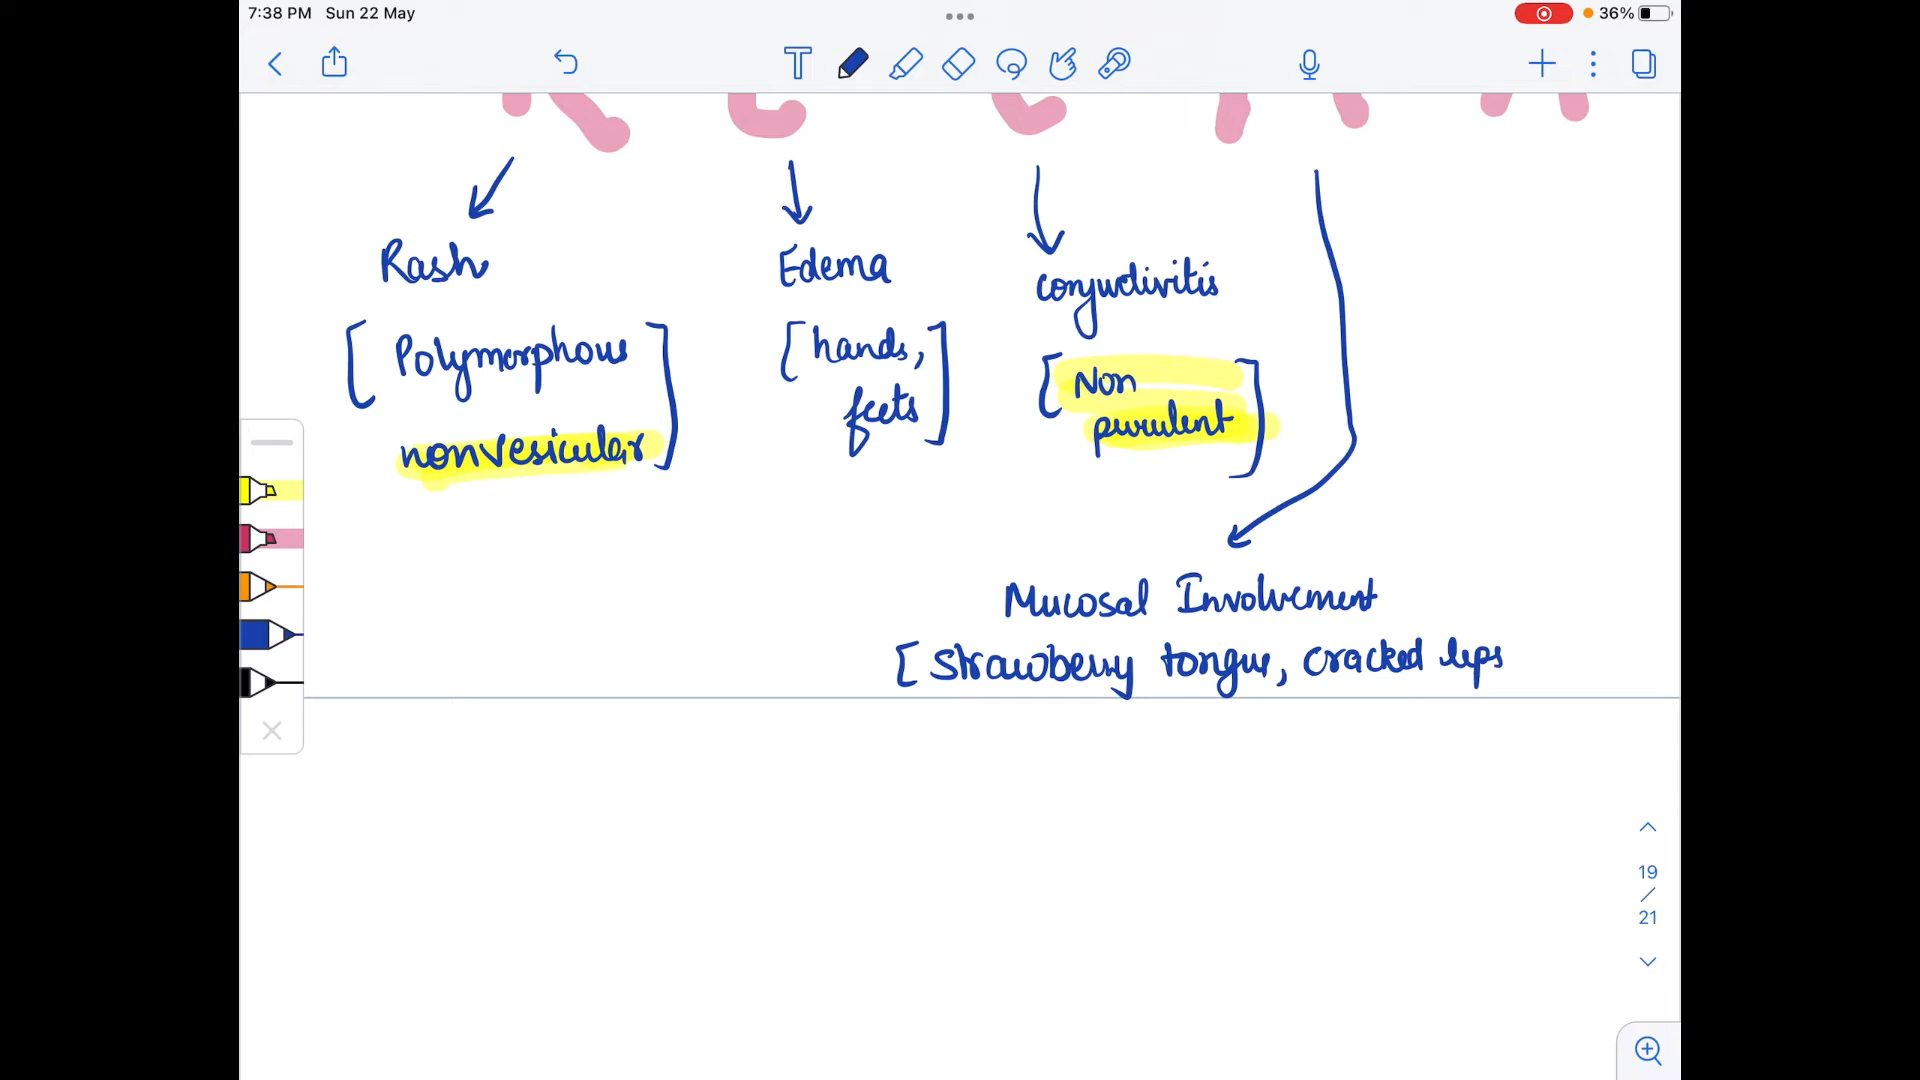 7:38 PM Sun 22 May
36%
Rash
Edema
conjuctivitis
[ Polymorphous
nonvesicular ]
[ hands,
feets ]
[ Non
purulent ]
Mucosal Involvement
[ Strawberry tongue, cracked lips
19
/
21